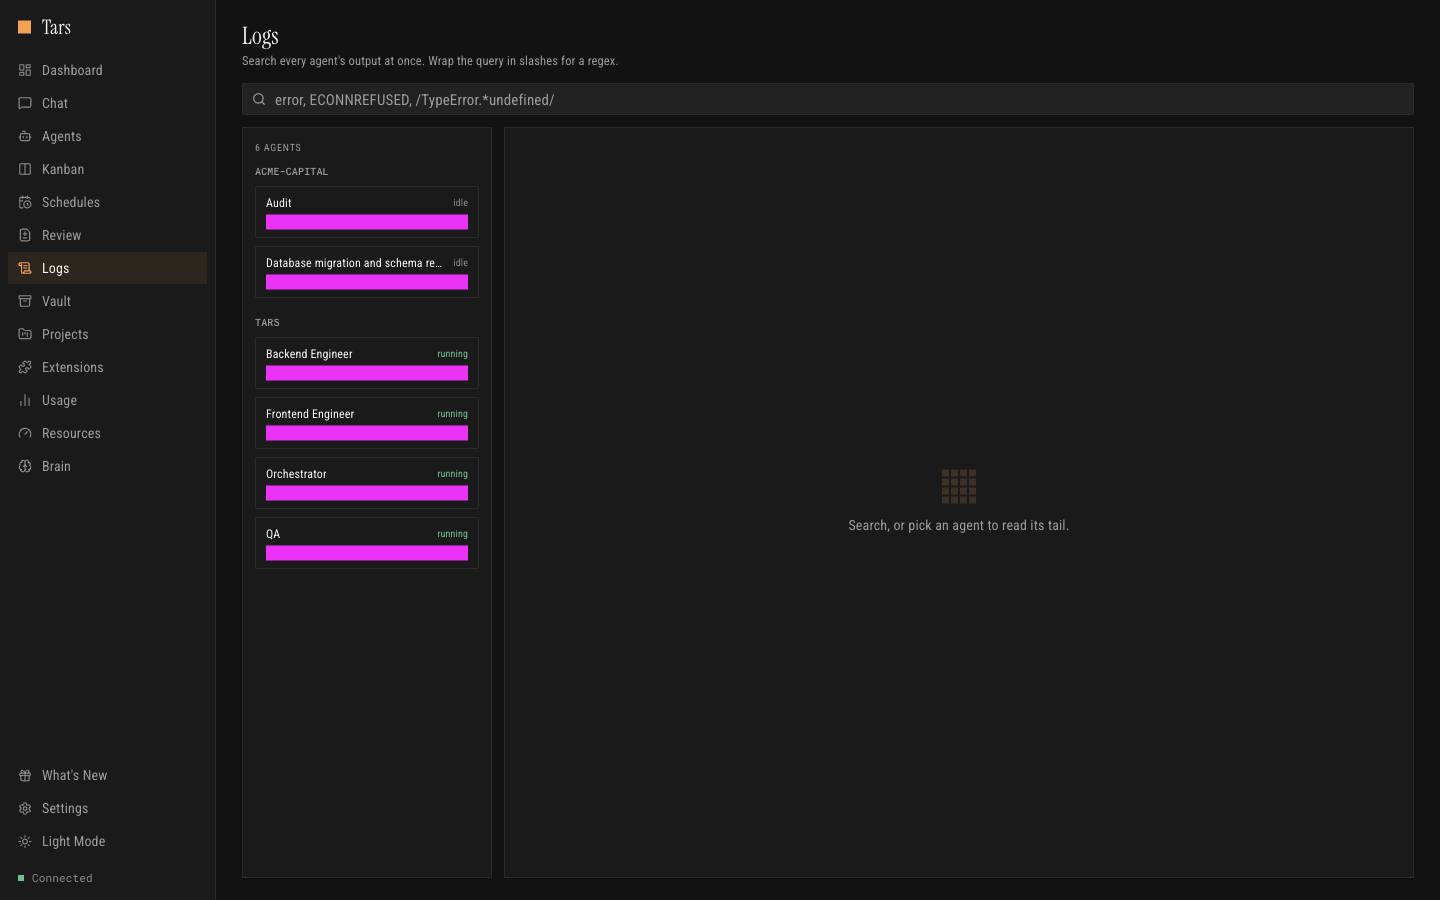 Tars
Dashboard
Chat
Agents
Kanban
Schedules
Review
Logs
Vault
Projects
Extensions
Usage
Resources
Brain
What's New
Settings
Light Mode
Connected
Logs
Search every agent's output at once. Wrap the query in slashes for a regex.
error, ECONNREFUSED, /TypeError.*undefined/
6 AGENTS
ACME-CAPITAL
Audit idle
Database migration and schema re… idle
TARS
Backend Engineer running
Frontend Engineer running
Orchestrator running
QA running
Search, or pick an agent to read its tail.